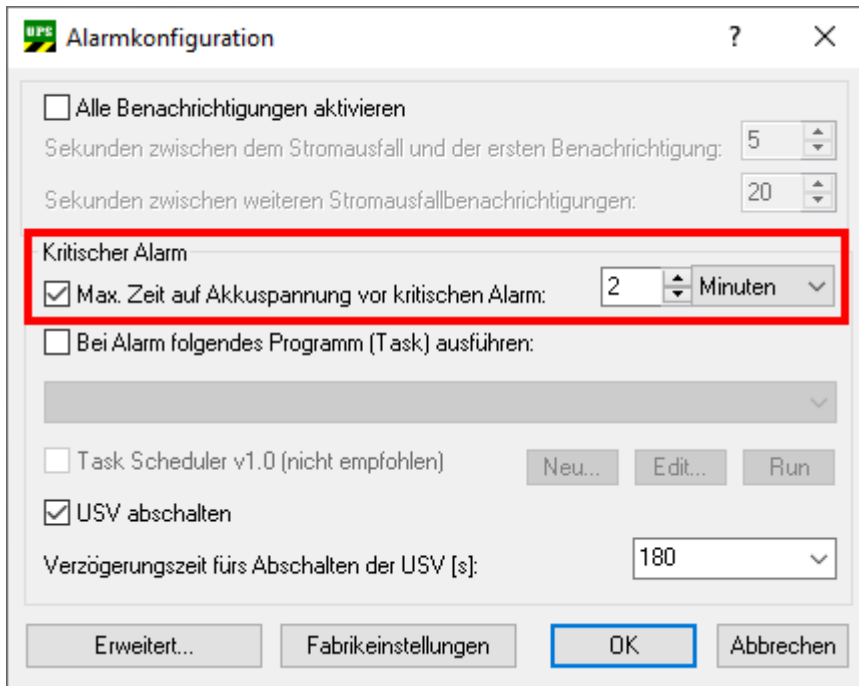 UPS Alarmkonfiguration ?
Alle Benachrichtigungen aktivieren
Sekunden zwischen dem Stromausfall und der ersten Benachrichtigung: 5
Sekunden zwischen weiteren Stromausfallbenachrichtigungen: 20
Kritischer Alarm
Max. Zeit auf Akkuspannung vor kritischen Alarm: 2 Minuten
Bei Alarm folgendes Programm (Task) ausführen:
Task Scheduler v1.0 (nicht empfohlen) Neu... Edit... Run
USV abschalten
Verzögerungszeit fürs Abschalten der USV [s]: 180
Erweitert... Fabrikeinstellungen OK Abbrechen